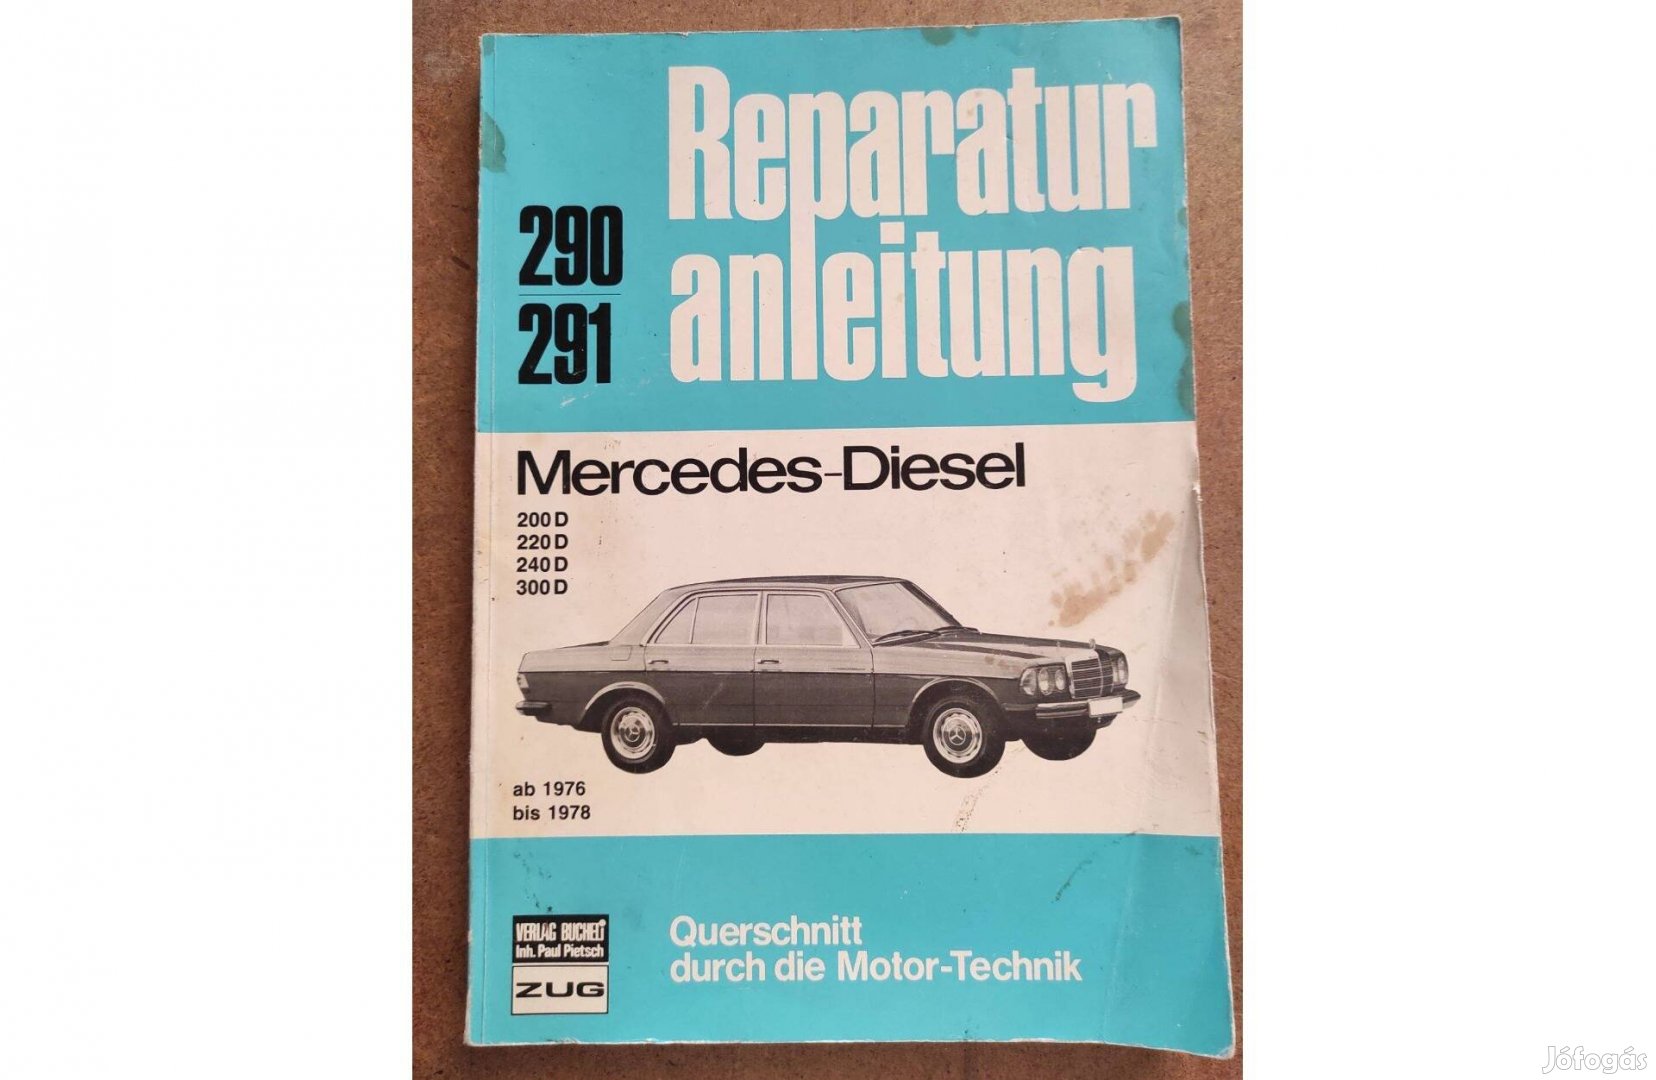 Reparatur
anleitung
290
291
Mercedes-Diesel
200 D
220 D
240 D
300 D
ab 1976
bis 1978
VERLAG BUCHELI
Inh. Paul Pietsch
ZUG
Querschnitt
durch die Motor-Technik
Jófogás